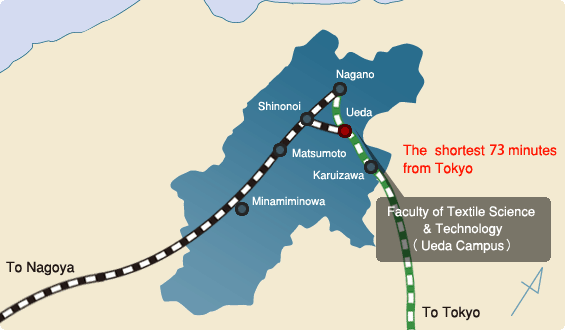 Nagano
Shinonoi
Ueda
The shortest 73 minutes
from Tokyo
Matsumoto
Karuizawa
Minamiminowa
Faculty of Textile Science
& Technology
( Ueda Campus )
To Nagoya
To Tokyo